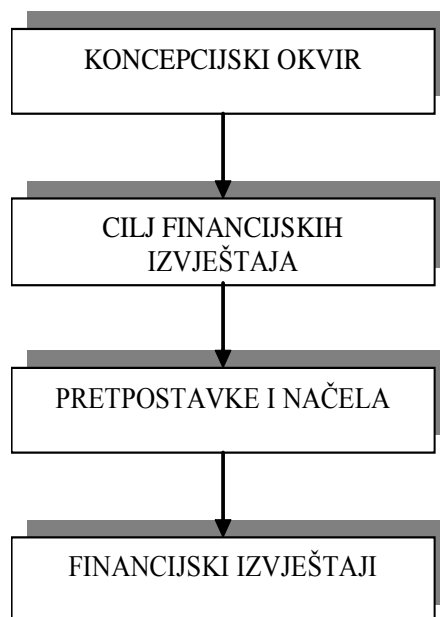 KONCEPCIJSKI OKVIR
CILJ FINANCIJSKIH
IZVJEŠTAJA
PRETPOSTAVKE I NAČELA
FINANCIJSKI IZVJEŠTAJI